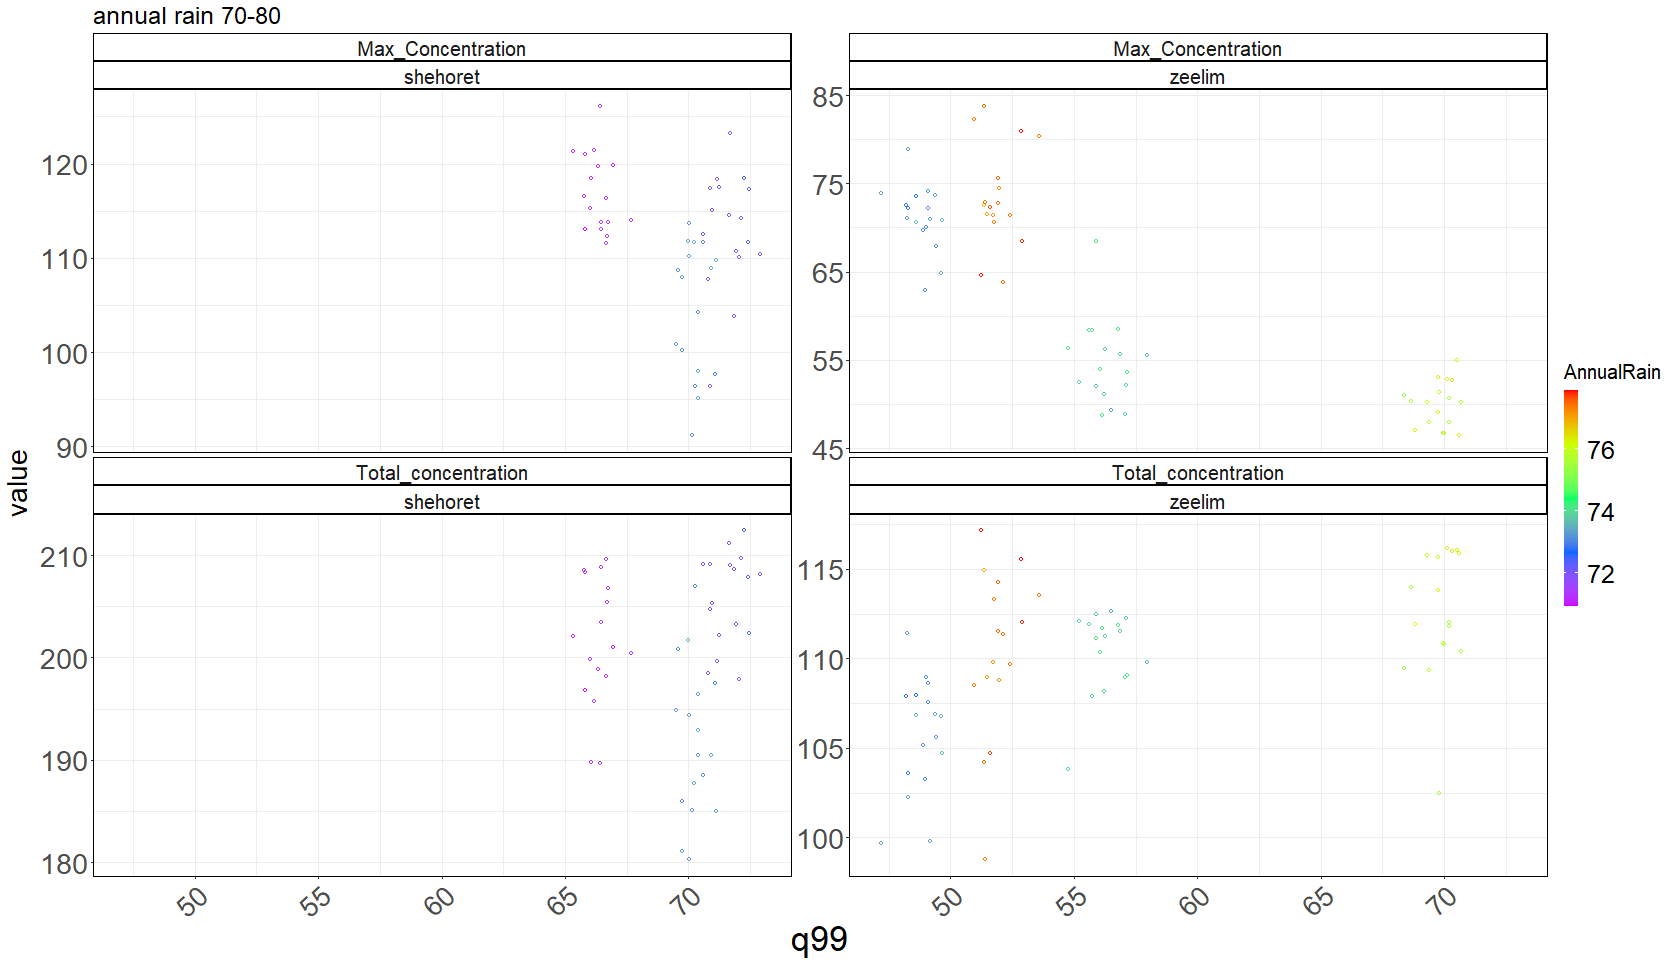 annual rain 70-80
Max_Concentration
shehoret
Max_Concentration
zeelim
120
110
100
90
85
75
65
55
45
Total_concentration
shehoret
Total_concentration
zeelim
210
200
190
180
115
110
105
100
50
55
60
65
70
50
55
60
65
70
value
q99
AnnualRain
76
74
72